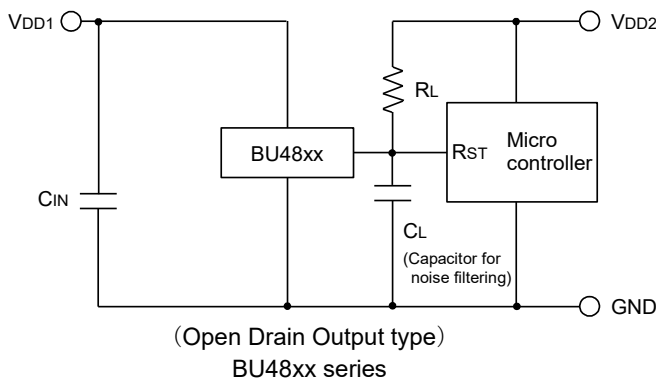 VDD1
VDD2
RL
BU48xx
RST
Micro
controller
CIN
CL
(Capacitor for
noise filtering)
GND
（Open Drain Output type）
BU48xx series